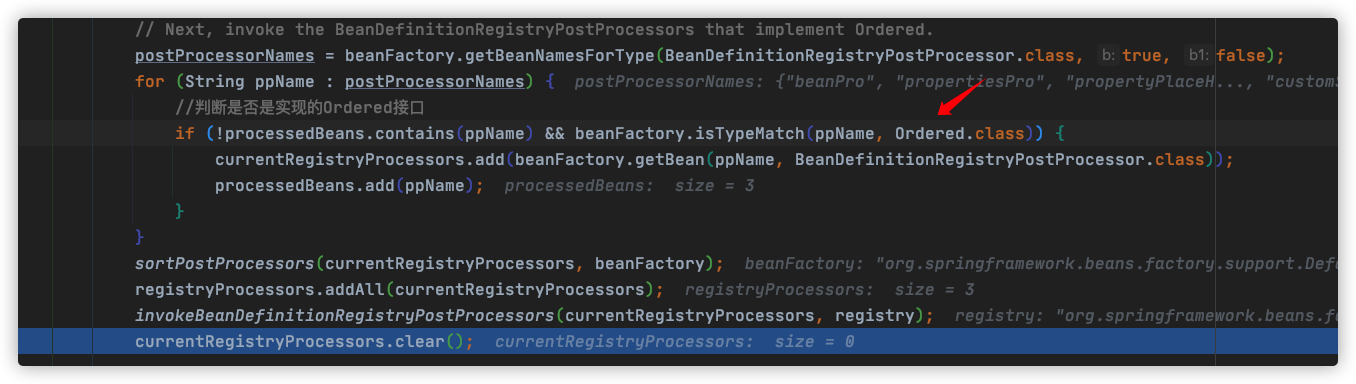 // Next, invoke the BeanDefinitionRegistryPostProcessors that implement Ordered.
postProcessorNames = beanFactory.getBeanNamesForType(BeanDefinitionRegistryPostProcessor.class, b: true, b1: false);
for (String ppName : postProcessorNames) { postProcessorNames: {"beanPro", "propertiesPro", "propertyPlaceH..., "customS
//判断是否是实现的Ordered接口
if (!processedBeans.contains(ppName) && beanFactory.isTypeMatch(ppName, Ordered.class)) {
currentRegistryProcessors.add(beanFactory.getBean(ppName, BeanDefinitionRegistryPostProcessor.class));
processedBeans.add(ppName); processedBeans: size = 3
}
}
sortPostProcessors(currentRegistryProcessors, beanFactory); beanFactory: "org.springframework.beans.factory.support.Defa
registryProcessors.addAll(currentRegistryProcessors); registryProcessors: size = 3
invokeBeanDefinitionRegistryPostProcessors(currentRegistryProcessors, registry); registry: "org.springframework.beans.fa
currentRegistryProcessors.clear(); currentRegistryProcessors: size = 0